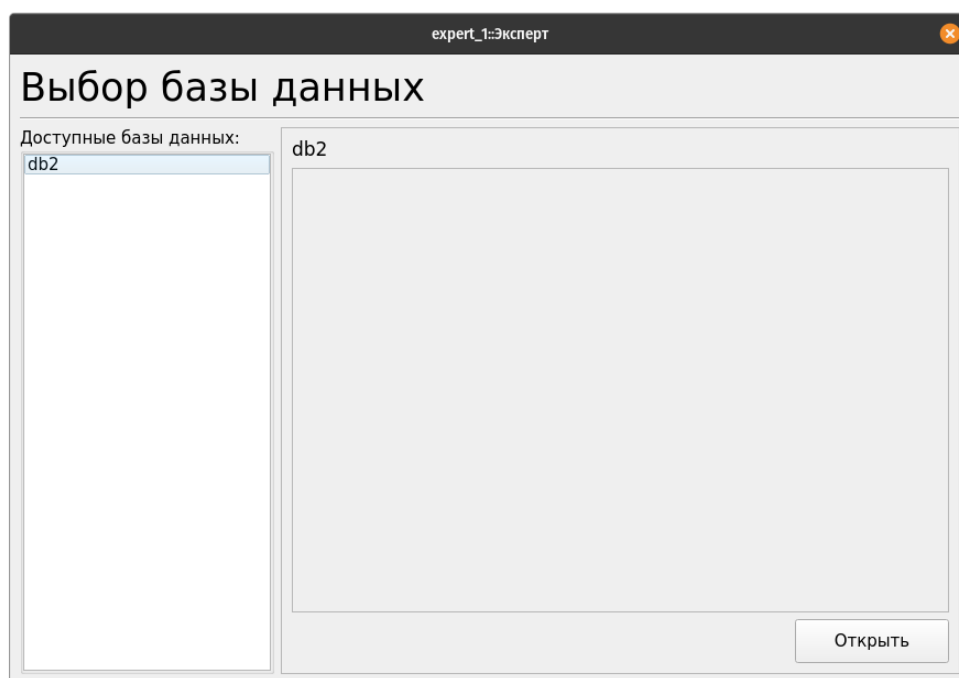 expert_1::Эксперт
Выбор базы данных
Доступные базы данных:
db2
db2
Открыть